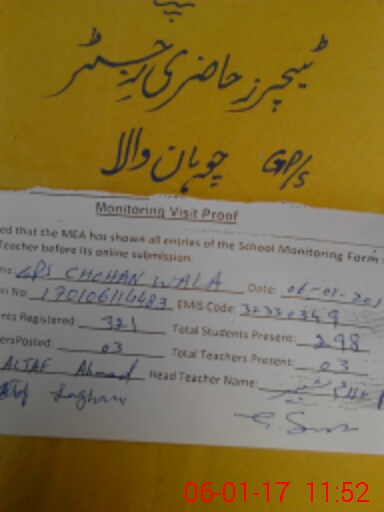 ٹیچرز حاضری رجسٹر
چوہان والا GP/s
Monitoring Visit Proof
ed that the MEA has shown all entries of the School Monitoring Form
Teacher before its online submission.
GPS CHOHAN WALA Date: 06-01-201
n No: EMIS Code: 32330349
nts Registered: 321 Total Students Present: 298
ersPosted: 03 Total Teachers Present: 03
ALTAF Ahmad Head Teacher Name:
06-01-17 11:52